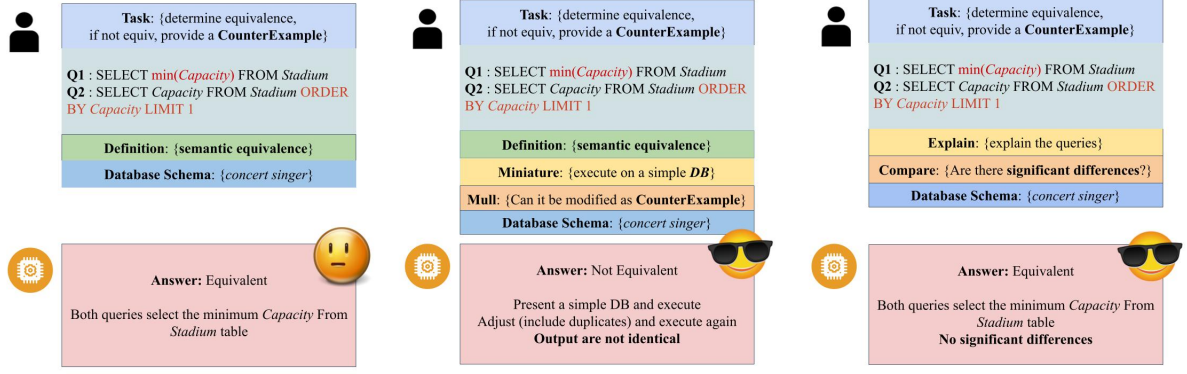 Task: {determine equivalence,
if not equiv, provide a CounterExample}
Q1 : SELECT min(Capacity) FROM Stadium
Q2 : SELECT Capacity FROM Stadium ORDER
BY Capacity LIMIT 1
Definition: {semantic equivalence}
Database Schema: {concert singer}
Answer: Equivalent
Both queries select the minimum Capacity From
Stadium table
Task: {determine equivalence,
if not equiv, provide a CounterExample}
Q1 : SELECT min(Capacity) FROM Stadium
Q2 : SELECT Capacity FROM Stadium ORDER
BY Capacity LIMIT 1
Definition: {semantic equivalence}
Miniature: {execute on a simple DB}
Mull: {Can it be modified as CounterExample}
Database Schema: {concert singer}
Answer: Not Equivalent
Present a simple DB and execute
Adjust (include duplicates) and execute again
Output are not identical
Task: {determine equivalence,
if not equiv, provide a CounterExample}
Q1 : SELECT min(Capacity) FROM Stadium
Q2 : SELECT Capacity FROM Stadium ORDER
BY Capacity LIMIT 1
Explain: {explain the queries}
Compare: {Are there significant differences?}
Database Schema: {concert singer}
Answer: Equivalent
Both queries select the minimum Capacity From
Stadium table
No significant differences